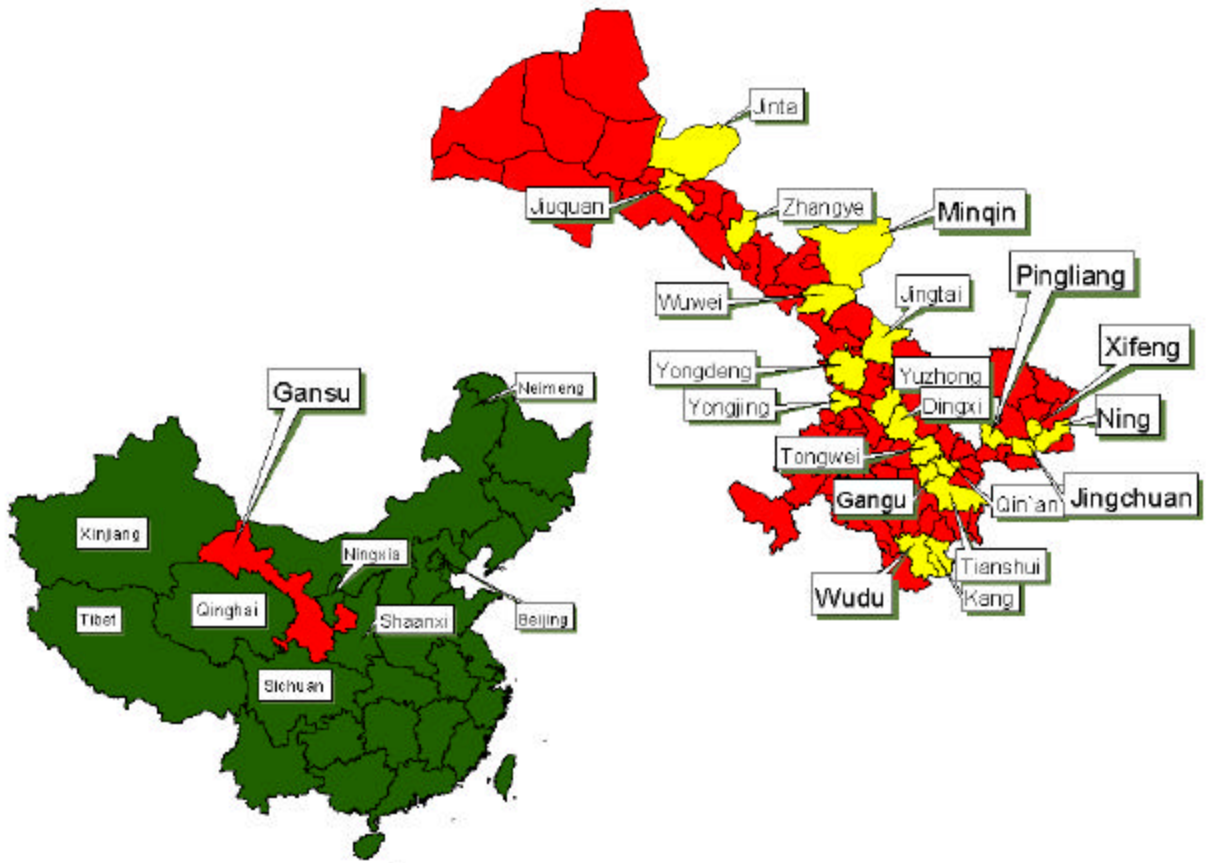 Jinta
Jiuquan
Zhangye
Minqin
Pingliang
Wuwei
Jingtai
Xifeng
Yongdeng
Yuzhong
Gansu
Neimeng
Yongjing
Dingxi
Ning
Tongwei
Gangu
Qin`an
Jingchuan
Xinjiang
Ningxia
Tianshui
Wudu
Kang
Qinghai
Tibet
Shaanxi
Beijing
Sichuan